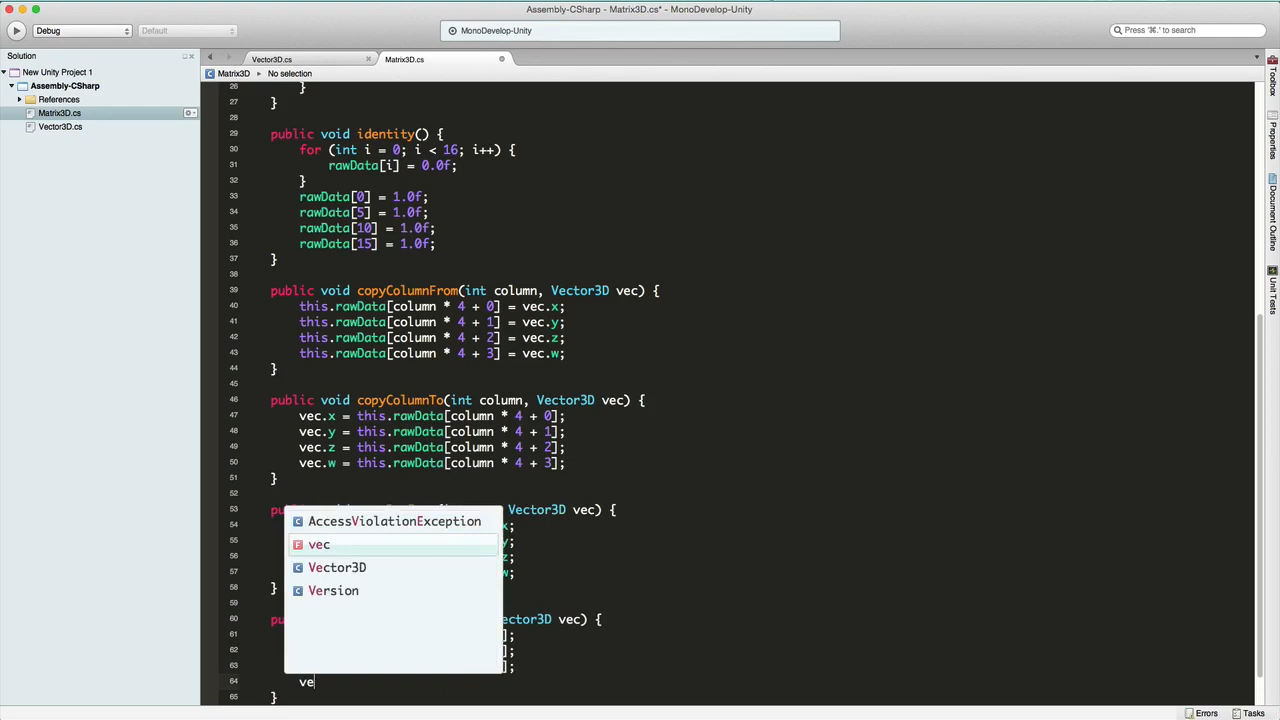 Assembly-CSharp - Matrix3D.cs* - MonoDevelop-Unity
Debug
Default
MonoDevelop-Unity
Press '⌘.' to search
Solution
Vector3D.cs
Matrix3D.cs
New Unity Project 1
Assembly-CSharp
References
Matrix3D.cs
Vector3D.cs
Matrix3D
No selection
26 }
27 }
28
29 public void identity() {
30 for (int i = 0; i < 16; i++) {
31 rawData[i] = 0.0f;
32 }
33 rawData[0] = 1.0f;
34 rawData[5] = 1.0f;
35 rawData[10] = 1.0f;
36 rawData[15] = 1.0f;
37 }
38
39 public void copyColumnFrom(int column, Vector3D vec) {
40 this.rawData[column * 4 + 0] = vec.x;
41 this.rawData[column * 4 + 1] = vec.y;
42 this.rawData[column * 4 + 2] = vec.z;
43 this.rawData[column * 4 + 3] = vec.w;
44 }
45
46 public void copyColumnTo(int column, Vector3D vec) {
47 vec.x = this.rawData[column * 4 + 0];
48 vec.y = this.rawData[column * 4 + 1];
49 vec.z = this.rawData[column * 4 + 2];
50 vec.w = this.rawData[column * 4 + 3];
51 }
52
53 Vector3D vec) {
54 x;
55 y;
56 z;
57 w;
58 }
59
60 vec) {
61 ];
62 ];
63 ];
64 ve
65 }
AccessViolationException
vec
Vector3D
Version
Toolbox
Properties
Document Outline
Unit Tests
Errors
Tasks